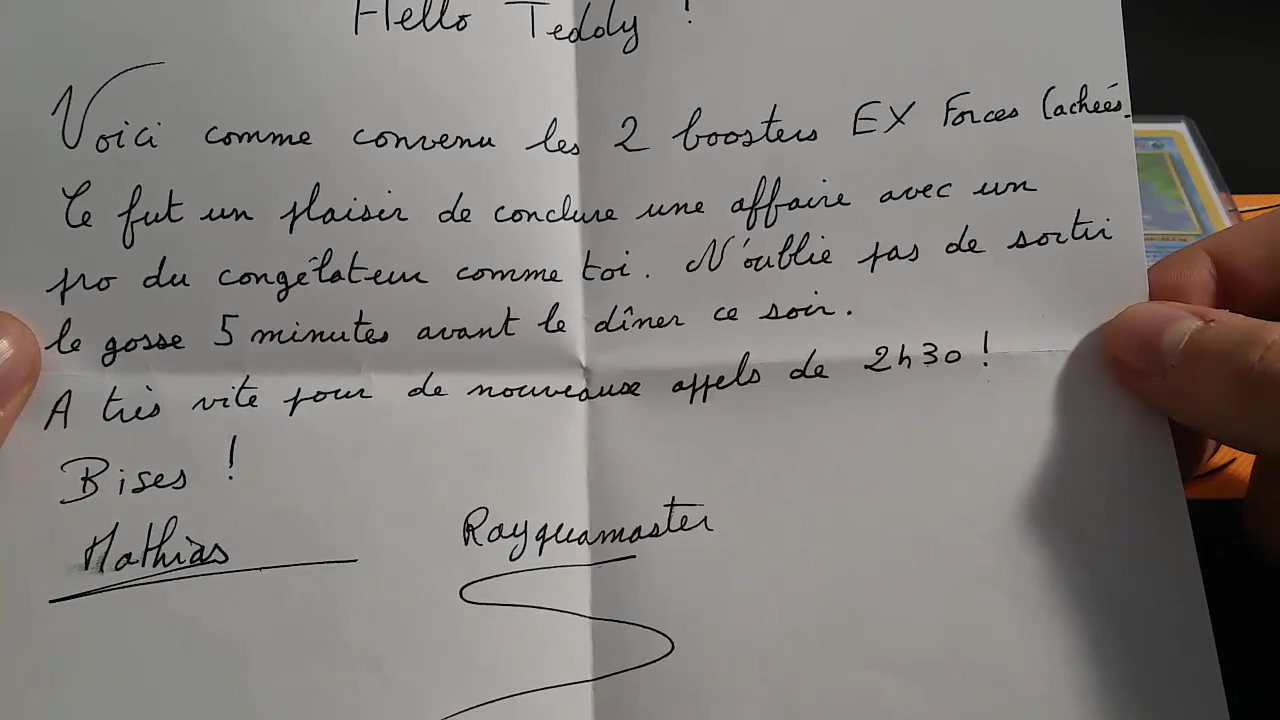 Hello Teddy !
Voici comme convenu les 2 boosters EX Forces Cachées.
Ce fut un plaisir de conclure une affaire avec un
pro du congélateur comme toi. N'oublie pas de sortir
le gosse 5 minutes avant le dîner ce soir.
A très vite pour de nouveaux appels de 2h30 !
Bises !
Mathias
Rayquamaster